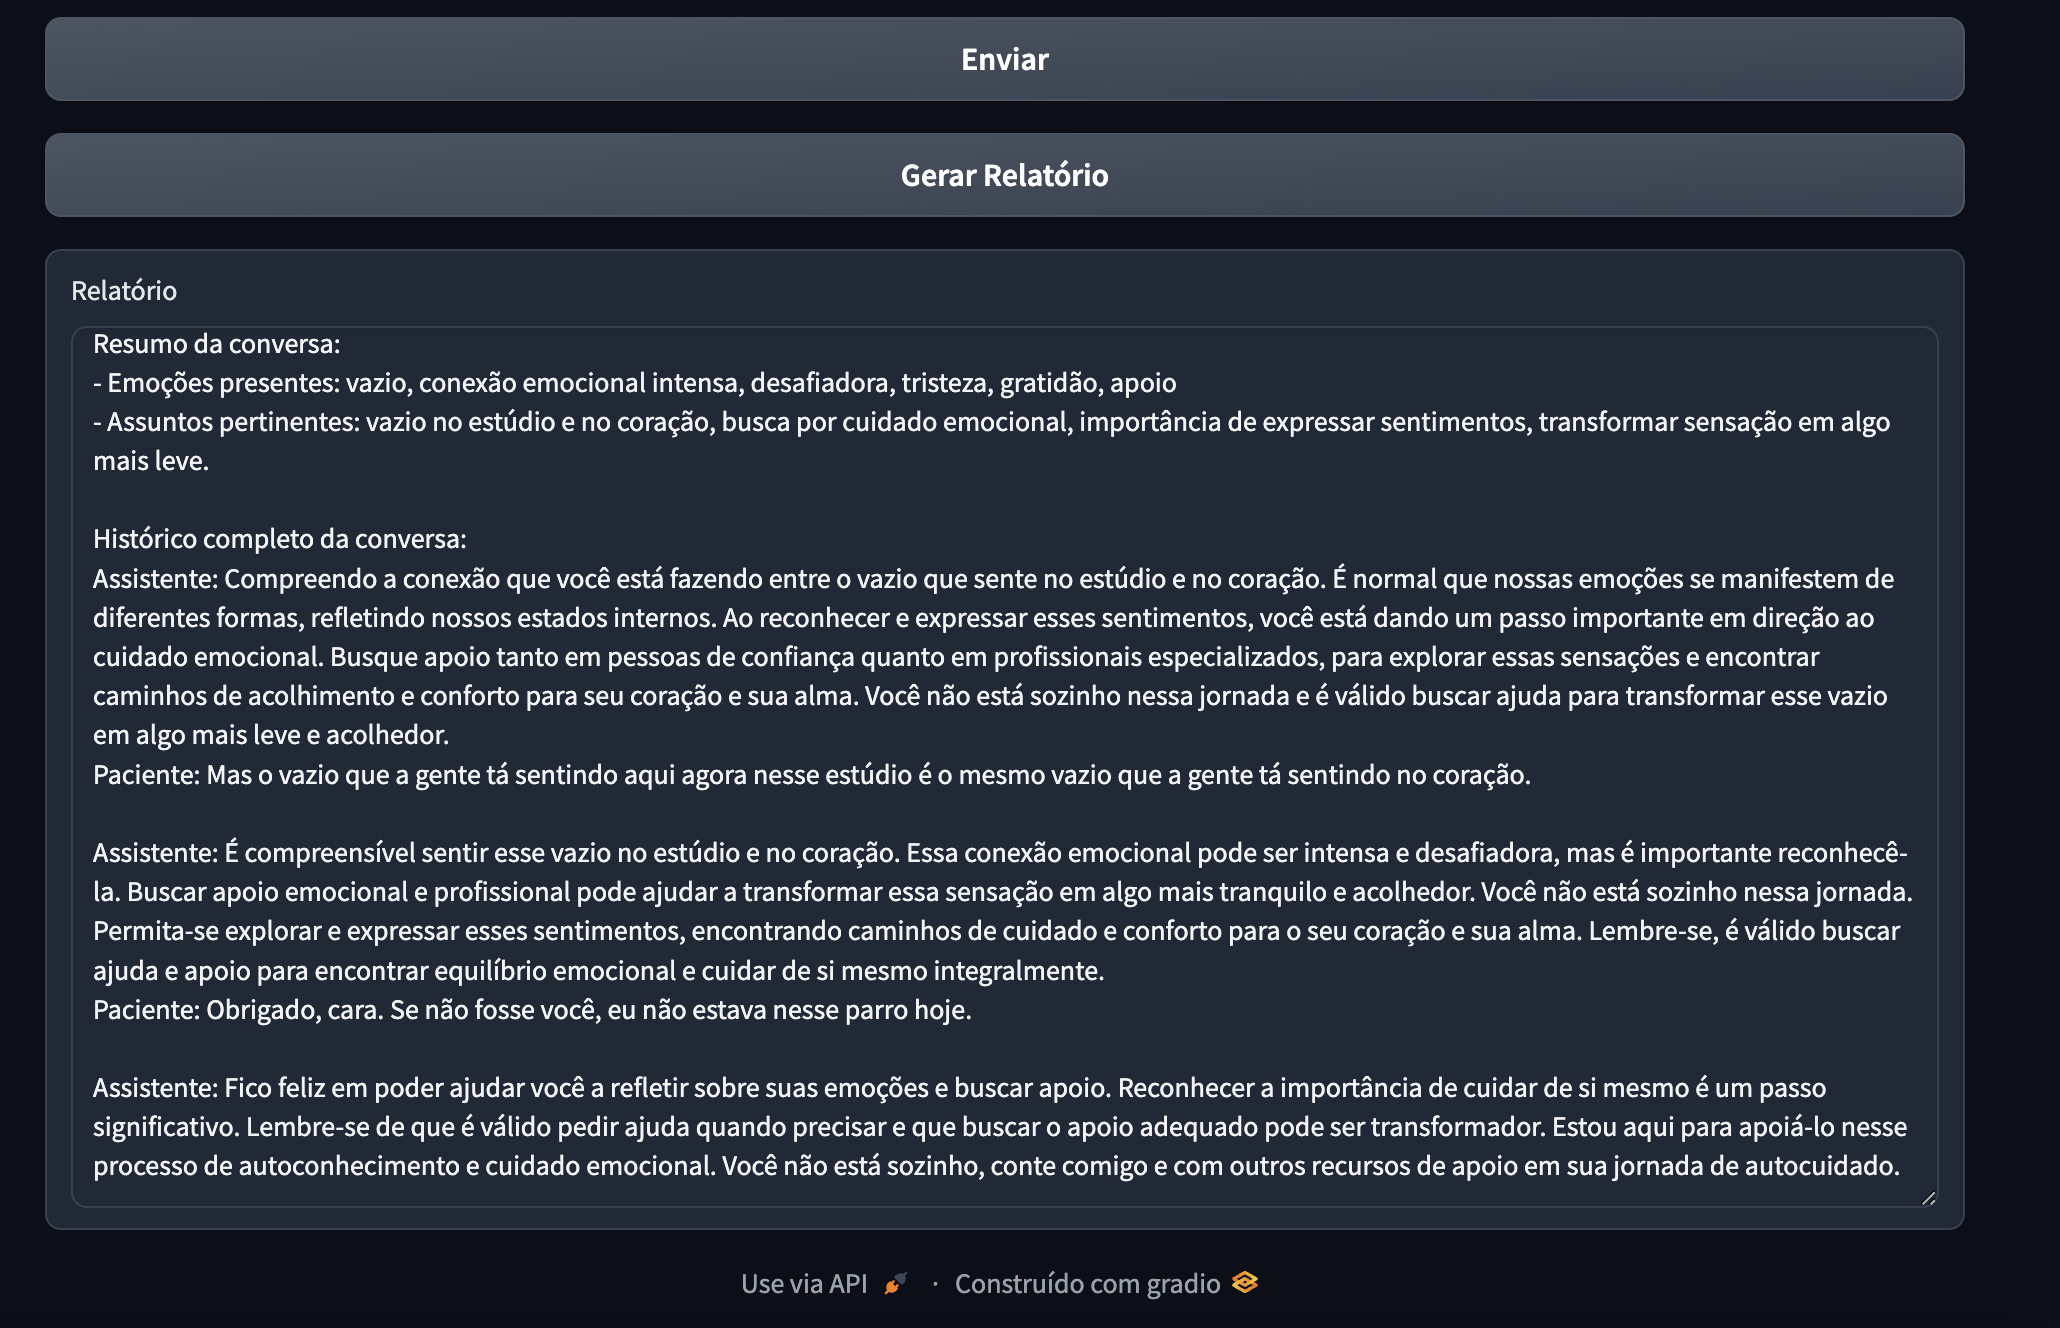 Enviar
Gerar Relatório
Relatório
Resumo da conversa:
- Emoções presentes: vazio, conexão emocional intensa, desafiadora, tristeza, gratidão, apoio
- Assuntos pertinentes: vazio no estúdio e no coração, busca por cuidado emocional, importância de expressar sentimentos, transformar sensação em algo
mais leve.
Histórico completo da conversa:
Assistente: Compreendo a conexão que você está fazendo entre o vazio que sente no estúdio e no coração. É normal que nossas emoções se manifestem de
diferentes formas, refletindo nossos estados internos. Ao reconhecer e expressar esses sentimentos, você está dando um passo importante em direção ao
cuidado emocional. Busque apoio tanto em pessoas de confiança quanto em profissionais especializados, para explorar essas sensações e encontrar
caminhos de acolhimento e conforto para seu coração e sua alma. Você não está sozinho nessa jornada e é válido buscar ajuda para transformar esse vazio
em algo mais leve e acolhedor.
Paciente: Mas o vazio que a gente tá sentindo aqui agora nesse estúdio é o mesmo vazio que a gente tá sentindo no coração.
Assistente: É compreensível sentir esse vazio no estúdio e no coração. Essa conexão emocional pode ser intensa e desafiadora, mas é importante reconhecê-
la. Buscar apoio emocional e profissional pode ajudar a transformar essa sensação em algo mais tranquilo e acolhedor. Você não está sozinho nessa jornada.
Permita-se explorar e expressar esses sentimentos, encontrando caminhos de cuidado e conforto para o seu coração e sua alma. Lembre-se, é válido buscar
ajuda e apoio para encontrar equilíbrio emocional e cuidar de si mesmo integralmente.
Paciente: Obrigado, cara. Se não fosse você, eu não estava nesse parro hoje.
Assistente: Fico feliz em poder ajudar você a refletir sobre suas emoções e buscar apoio. Reconhecer a importância de cuidar de si mesmo é um passo
significativo. Lembre-se de que é válido pedir ajuda quando precisar e que buscar o apoio adequado pode ser transformador. Estou aqui para apoiá-lo nesse
processo de autoconhecimento e cuidado emocional. Você não está sozinho, conte comigo e com outros recursos de apoio em sua jornada de autocuidado.
Use via API · Construído com gradio